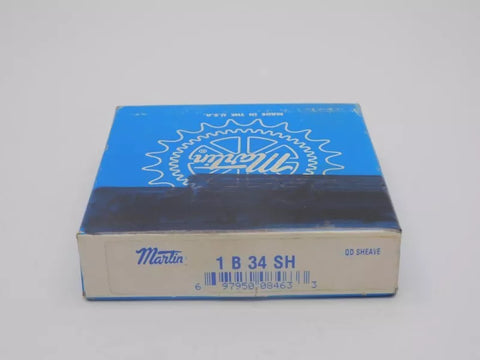 MADE IN THE U.S.A.
Martin®
Martin 1 B 34 SH QD SHEAVE
6 97950 08463 3